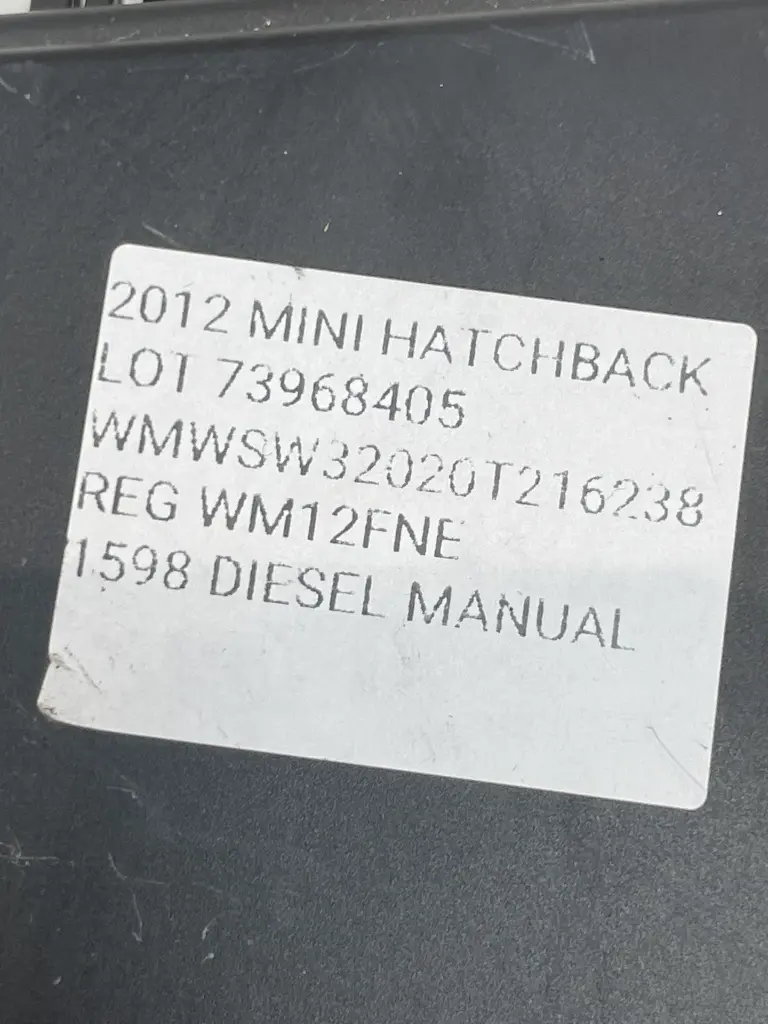 2012 MINI HATCHBACK
LOT 73968405
WMWSW32020T216238
REG WM12FNE
1598 DIESEL MANUAL